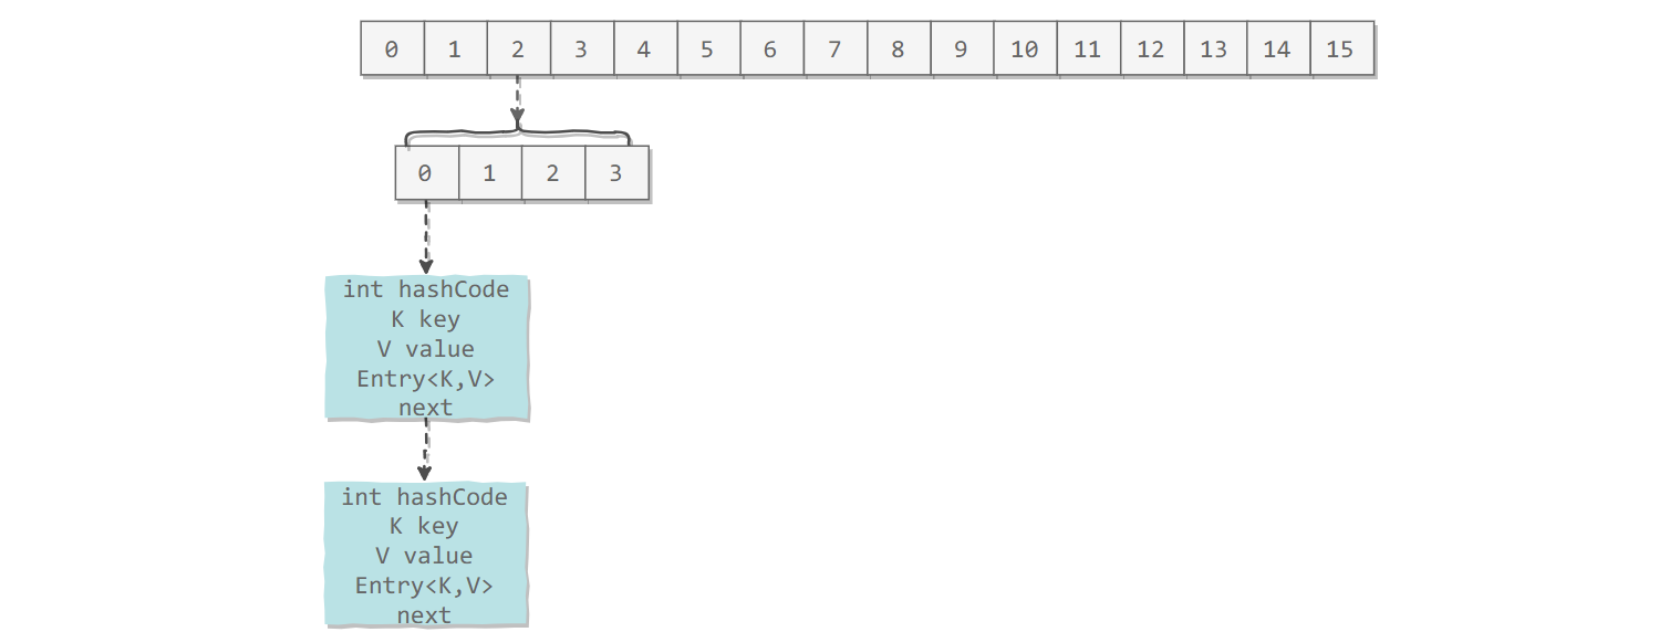 0 1 2 3 4 5 6 7 8 9 10 11 12 13 14 15
0 1 2 3
int hashCode
K key
V value
Entry<K,V>
next
int hashCode
K key
V value
Entry<K,V>
next